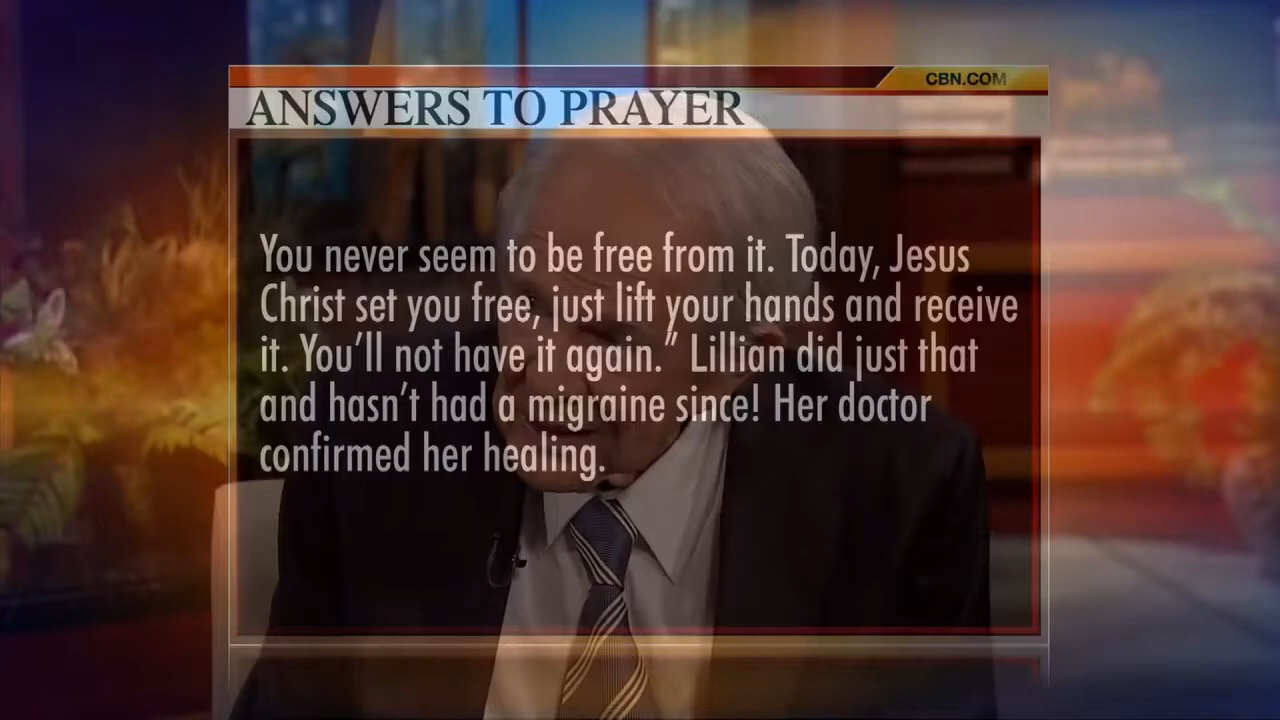 CBN.COM
ANSWERS TO PRAYER
You never seem to be free from it. Today, Jesus
Christ set you free, just lift your hands and receive
it. You’ll not have it again.” Lillian did just that
and hasn’t had a migraine since! Her doctor
confirmed her healing.